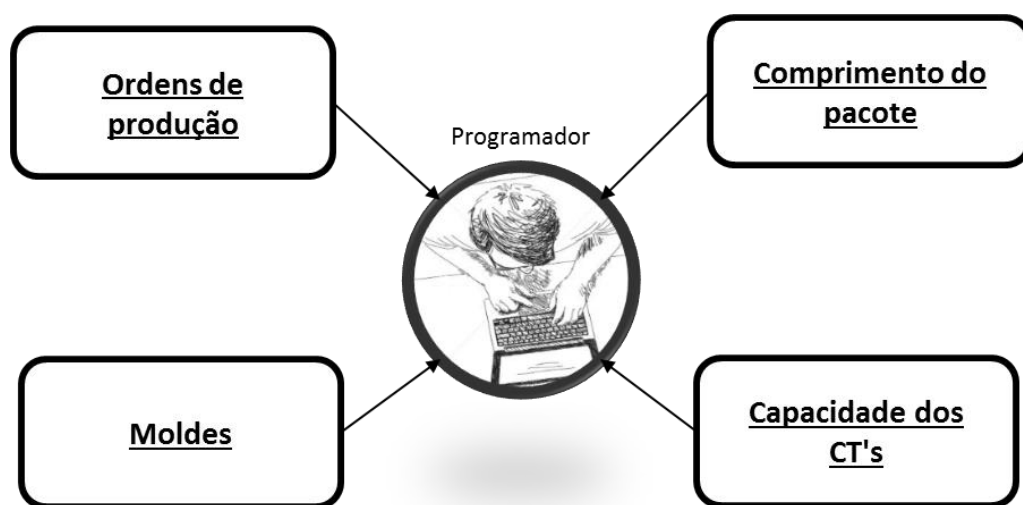 Ordens de
produção
Comprimento do
pacote
Programador
Moldes
Capacidade dos
CT's